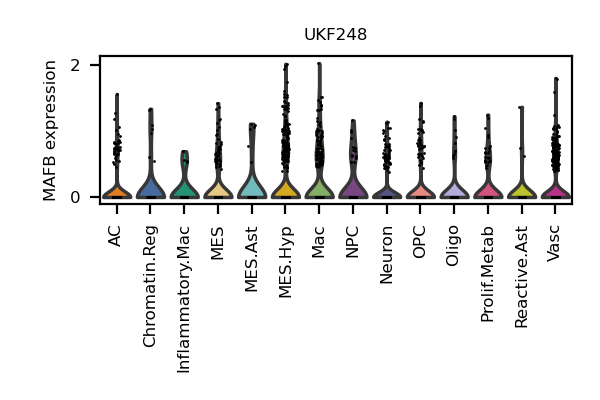 UKF248
MAFB expression
2
0
AC
Chromatin.Reg
Inflammatory.Mac
MES
MES.Ast
MES.Hyp
Mac
NPC
Neuron
OPC
Oligo
Prolif.Metab
Reactive.Ast
Vasc